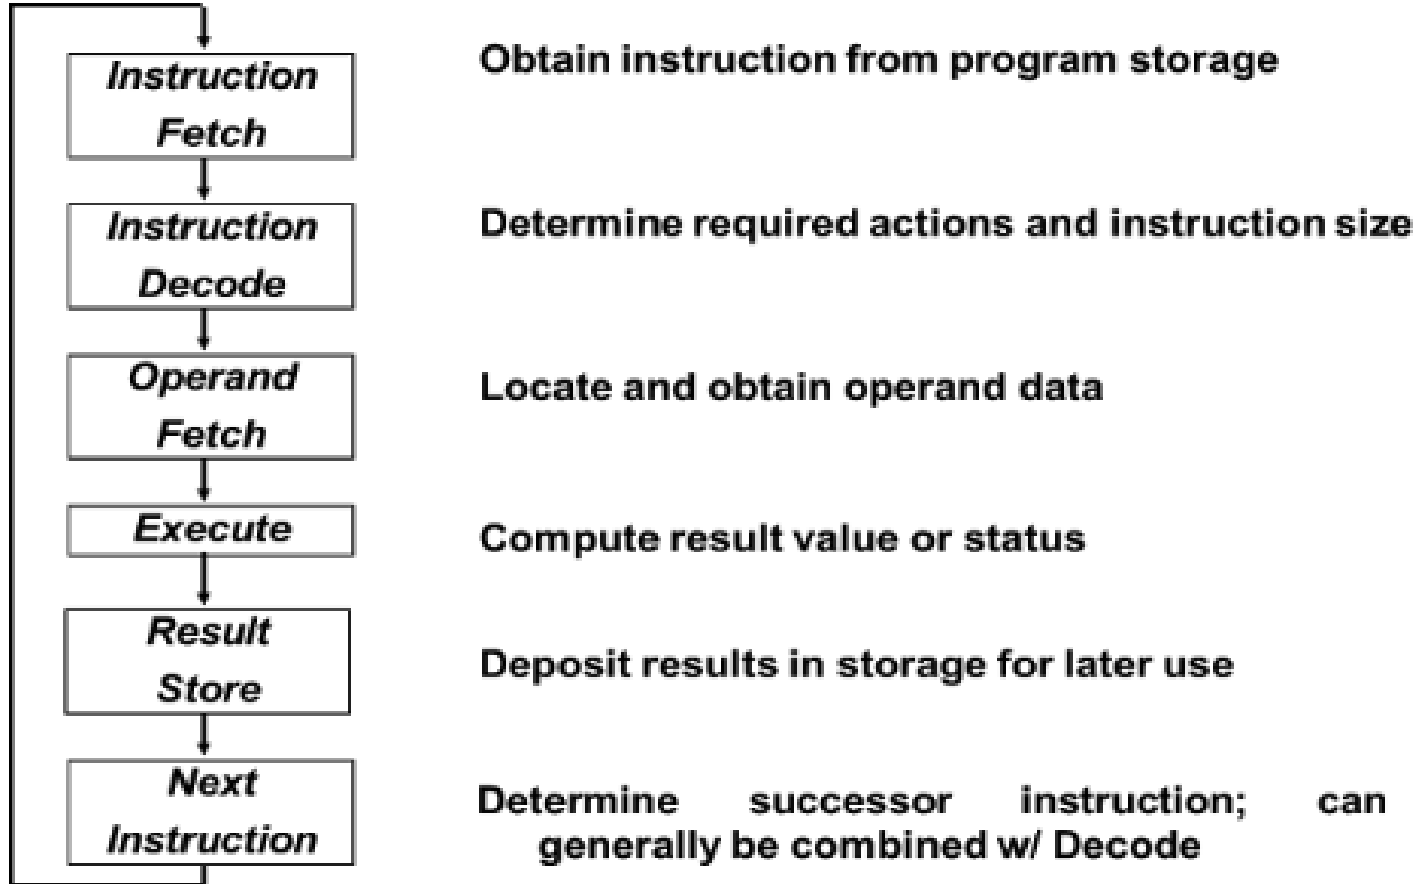 Instruction
Fetch
Obtain instruction from program storage
Instruction
Decode
Determine required actions and instruction size
Operand
Fetch
Locate and obtain operand data
Execute
Compute result value or status
Result
Store
Deposit results in storage for later use
Next
Instruction
Determine successor instruction; can
generally be combined w/ Decode